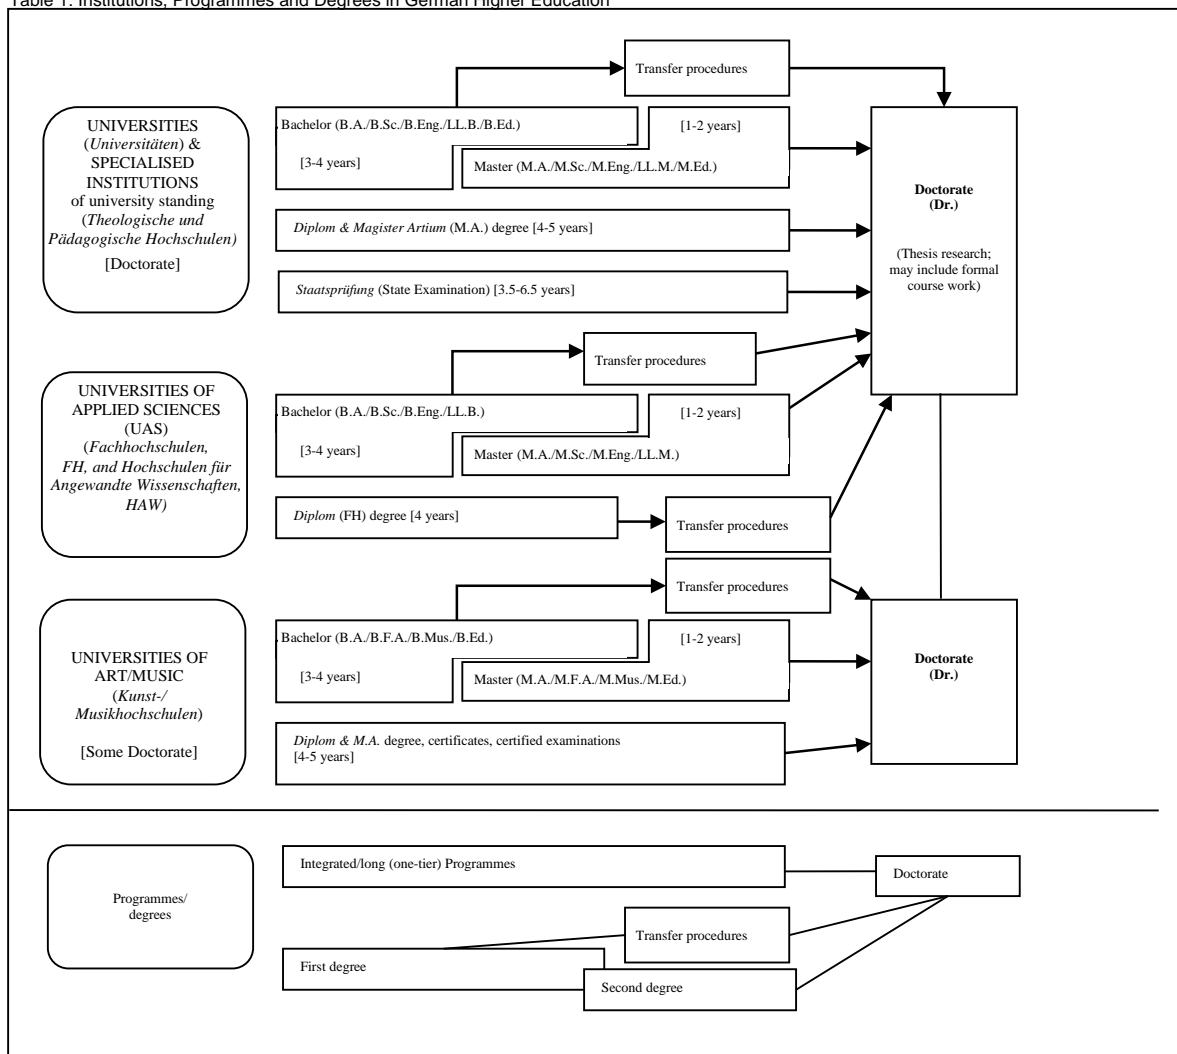 Table 1: Institutions, Programmes and Degrees in German Higher Education
Transfer procedures
UNIVERSITIES
(Universitäten) &
SPECIALISED
INSTITUTIONS
of university standing
(Theologische und
Pädagogische Hochschulen)
[Doctorate]
Bachelor (B.A./B.Sc./B.Eng./LL.B./B.Ed.)
[3-4 years]
[1-2 years]
Master (M.A./M.Sc./M.Eng./LL.M./M.Ed.)
Diplom & Magister Artium (M.A.) degree [4-5 years]
Staatsprüfung (State Examination) [3.5-6.5 years]
Doctorate
(Dr.)
(Thesis research;
may include formal
course work)
Transfer procedures
UNIVERSITIES OF
APPLIED SCIENCES
(UAS)
(Fachhochschulen,
FH, and Hochschulen für
Angewandte Wissenschaften,
HAW)
Bachelor (B.A./B.Sc./B.Eng./LL.B.)
[3-4 years]
[1-2 years]
Master (M.A./M.Sc./M.Eng./LL.M.)
Diplom (FH) degree [4 years]
Transfer procedures
Transfer procedures
UNIVERSITIES OF
ART/MUSIC
(Kunst-/
Musikhochschulen)
[Some Doctorate]
Bachelor (B.A./B.F.A./B.Mus./B.Ed.)
[3-4 years]
[1-2 years]
Master (M.A./M.F.A./M.Mus./M.Ed.)
Diplom & M.A. degree, certificates, certified examinations
[4-5 years]
Doctorate
(Dr.)
Programmes/
degrees
Integrated/long (one-tier) Programmes
Doctorate
Transfer procedures
First degree
Second degree